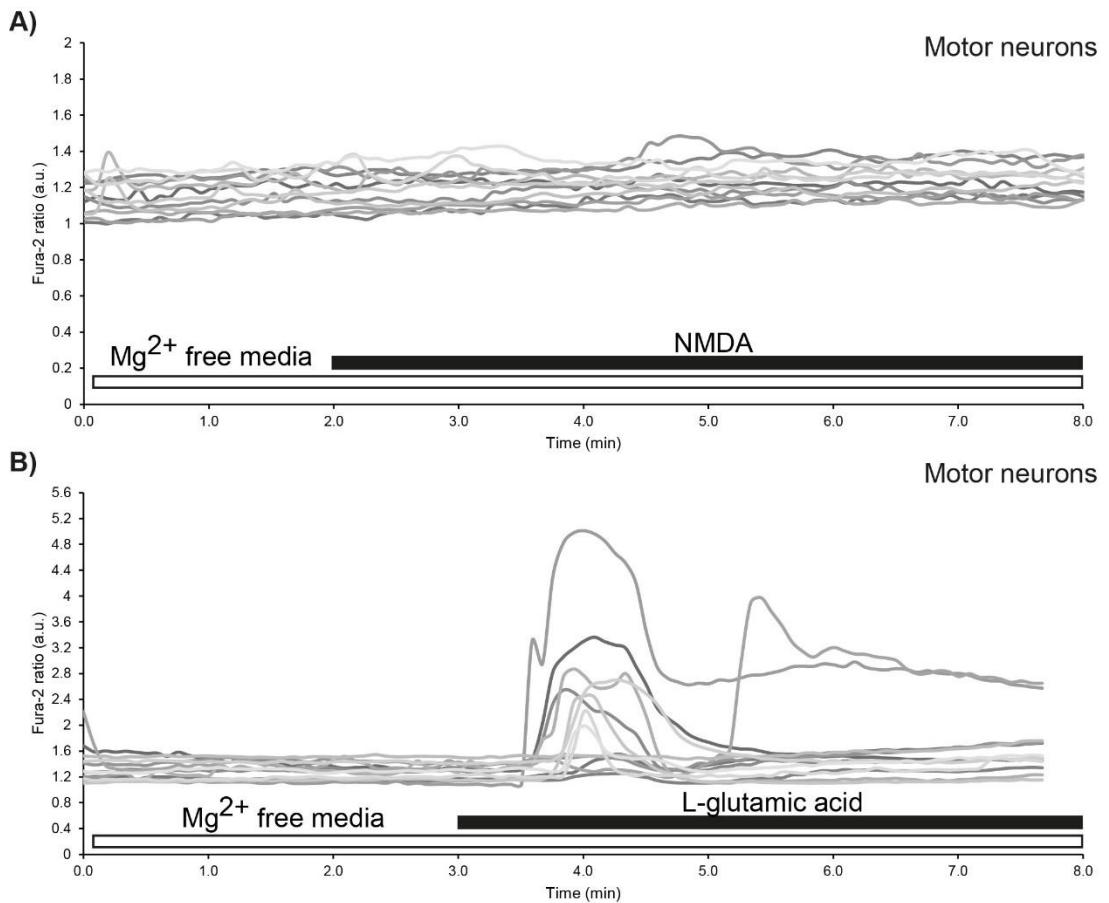 A)
Motor neurons
2
1.8
1.6
1.4
1.2
1
0.8
0.6
0.4
0.2
0
Fura-2 ratio (a.u.)
Mg2+ free media
NMDA
0.0 1.0 2.0 3.0 4.0 5.0 6.0 7.0 8.0
Time (min)
B)
Motor neurons
5.6
5.2
4.8
4.4
4
3.6
3.2
2.8
2.4
2
1.6
1.2
0.8
0.4
0
Fura-2 ratio (a.u.)
Mg2+ free media
L-glutamic acid
0.0 1.0 2.0 3.0 4.0 5.0 6.0 7.0 8.0
Time (min)